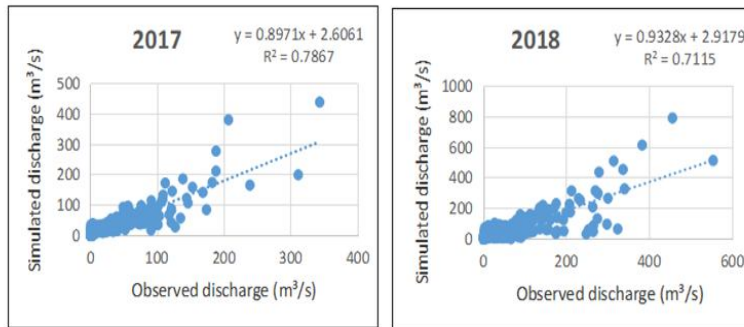 2017
y = 0.8971x + 2.6061
R² = 0.7867
Simulated discharge (m³/s)
500
400
300
200
100
0
0 100 200 300 400
Observed discharge (m³/s)
2018
y = 0.9328x + 2.9179
R² = 0.7115
Simulated discharge (m³/s)
1000
800
600
400
200
0
0 200 400 600
Observed discharge (m³/s)